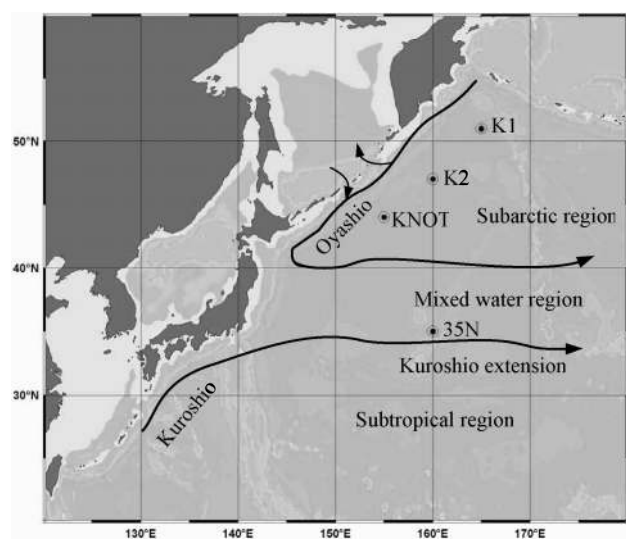 50°N
40°N
30°N
K1
K2
KNOT
Subarctic region
Oyashio
Mixed water region
35N
Kuroshio extension
Kuroshio
Subtropical region
130°E
140°E
150°E
160°E
170°E